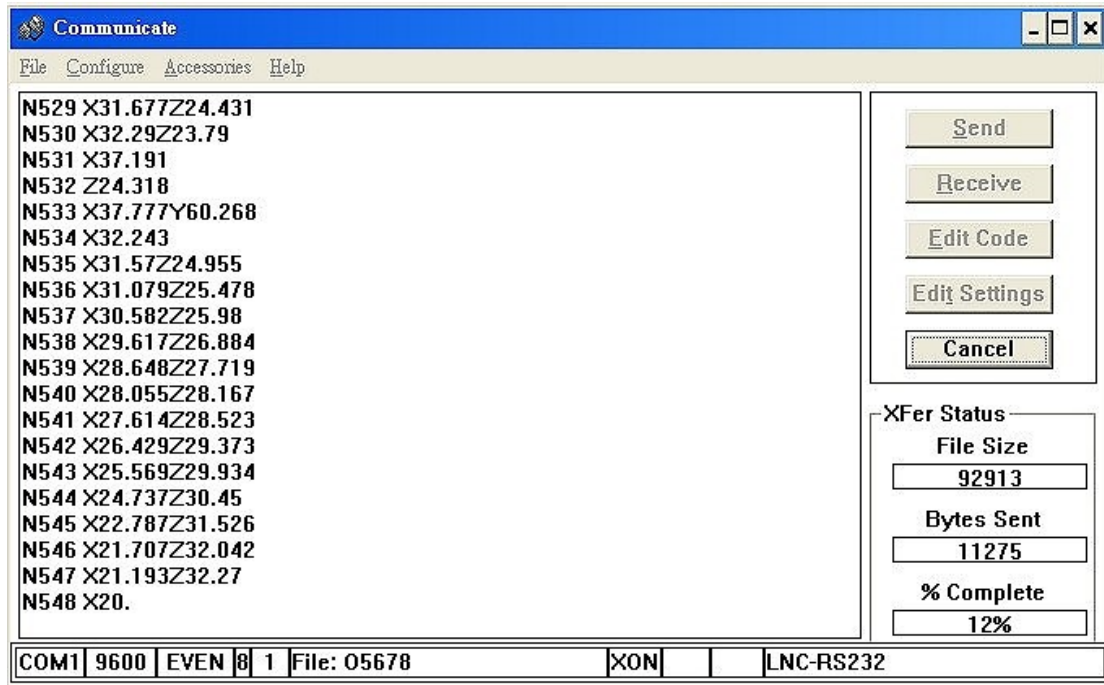 Communicate
File Configure Accessories Help
N529 X31.677Z24.431
N530 X32.29Z23.79
N531 X37.191
N532 Z24.318
N533 X37.777Y60.268
N534 X32.243
N535 X31.57Z24.955
N536 X31.079Z25.478
N537 X30.582Z25.98
N538 X29.617Z26.884
N539 X28.648Z27.719
N540 X28.055Z28.167
N541 X27.614Z28.523
N542 X26.429Z29.373
N543 X25.569Z29.934
N544 X24.737Z30.45
N545 X22.787Z31.526
N546 X21.707Z32.042
N547 X21.193Z32.27
N548 X20.
Send
Receive
Edit Code
Edit Settings
Cancel
XFer Status
File Size
92913
Bytes Sent
11275
% Complete
12%
COM1 9600 EVEN 8 1 File: O5678 XON LNC-RS232